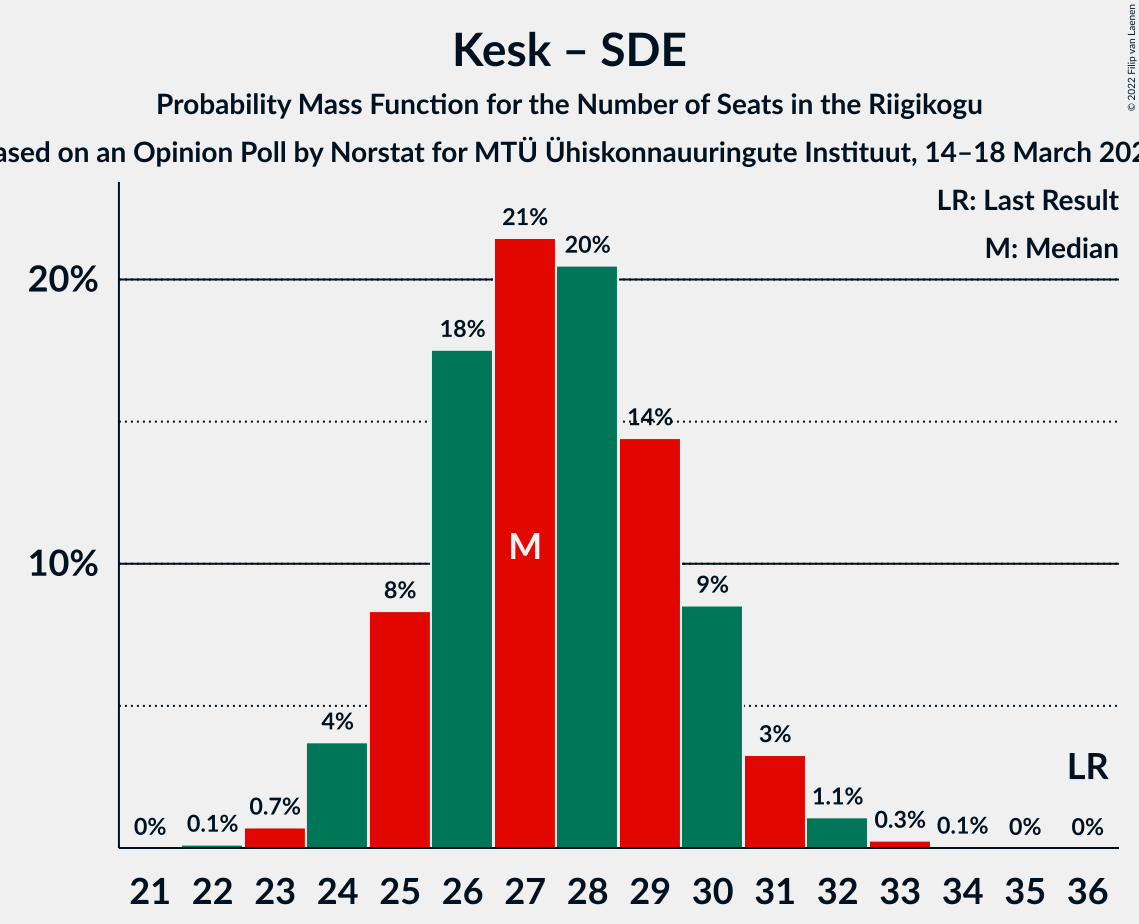 Kesk – SDE
Probability Mass Function for the Number of Seats in the Riigikogu
ased on an Opinion Poll by Norstat for MTÜ Ühiskonnauuringute Instituut, 14–18 March 202
© 2022 Filip van Laenen
LR: Last Result
M: Median
20%
10%
0%
0.1%
0.7%
4%
8%
18%
21%
20%
14%
9%
3%
1.1%
0.3%
0.1%
0%
0%
M
LR
21 22 23 24 25 26 27 28 29 30 31 32 33 34 35 36